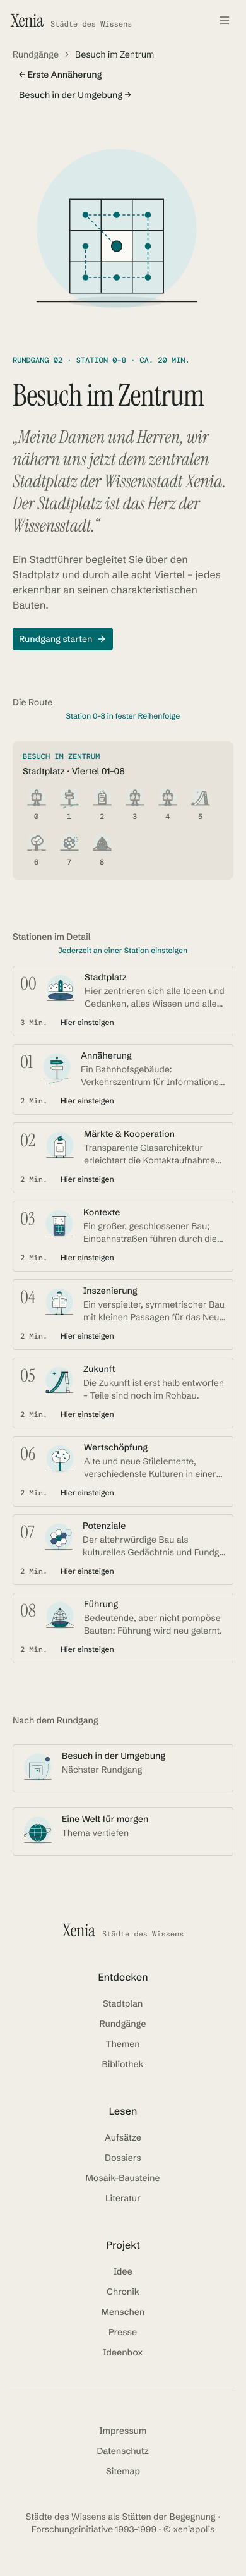 Xenia Städte des Wissens
Rundgänge > Besuch im Zentrum
← Erste Annäherung
Besuch in der Umgebung →
RUNDGANG 02 · STATION 0–8 · CA. 20 MIN.
Besuch im Zentrum
„Meine Damen und Herren, wir
nähern uns jetzt dem zentralen
Stadtplatz der Wissensstadt Xenia.
Der Stadtplatz ist das Herz der
Wissensstadt.“
Ein Stadtführer begleitet Sie über den
Stadtplatz und durch alle acht Viertel – jedes
erkennbar an seinen charakteristischen
Bauten.
Rundgang starten →
Die Route
Station 0–8 in fester Reihenfolge
BESUCH IM ZENTRUM
Stadtplatz · Viertel 01–08
0 1 2 3 4 5
6 7 8
Stationen im Detail
Jederzeit an einer Station einsteigen
00
Stadtplatz
Hier zentrieren sich alle Ideen und
Gedanken, alles Wissen und alle…
3 Min. Hier einsteigen
01
Annäherung
Ein Bahnhofsgebäude:
Verkehrszentrum für Informations…
2 Min. Hier einsteigen
02
Märkte & Kooperation
Transparente Glasarchitektur
erleichtert die Kontaktaufnahme…
2 Min. Hier einsteigen
03
Kontexte
Ein großer, geschlossener Bau;
Einbahnstraßen führen durch die…
2 Min. Hier einsteigen
04
Inszenierung
Ein verspielter, symmetrischer Bau
mit kleinen Passagen für das Neu…
2 Min. Hier einsteigen
05
Zukunft
Die Zukunft ist erst halb entworfen
– Teile sind noch im Rohbau.
2 Min. Hier einsteigen
06
Wertschöpfung
Alte und neue Stilelemente,
verschiedenste Kulturen in einer…
2 Min. Hier einsteigen
07
Potenziale
Der altehrwürdige Bau als
kulturelles Gedächtnis und Fundg…
2 Min. Hier einsteigen
08
Führung
Bedeutende, aber nicht pompöse
Bauten: Führung wird neu gelernt.
2 Min. Hier einsteigen
Nach dem Rundgang
Besuch in der Umgebung
Nächster Rundgang
Eine Welt für morgen
Thema vertiefen
Xenia Städte des Wissens
Entdecken
Stadtplan
Rundgänge
Themen
Bibliothek
Lesen
Aufsätze
Dossiers
Mosaik-Bausteine
Literatur
Projekt
Idee
Chronik
Menschen
Presse
Ideenbox
Impressum
Datenschutz
Sitemap
Städte des Wissens als Stätten der Begegnung ·
Forschungsinitiative 1993–1999 · © xeniapolis